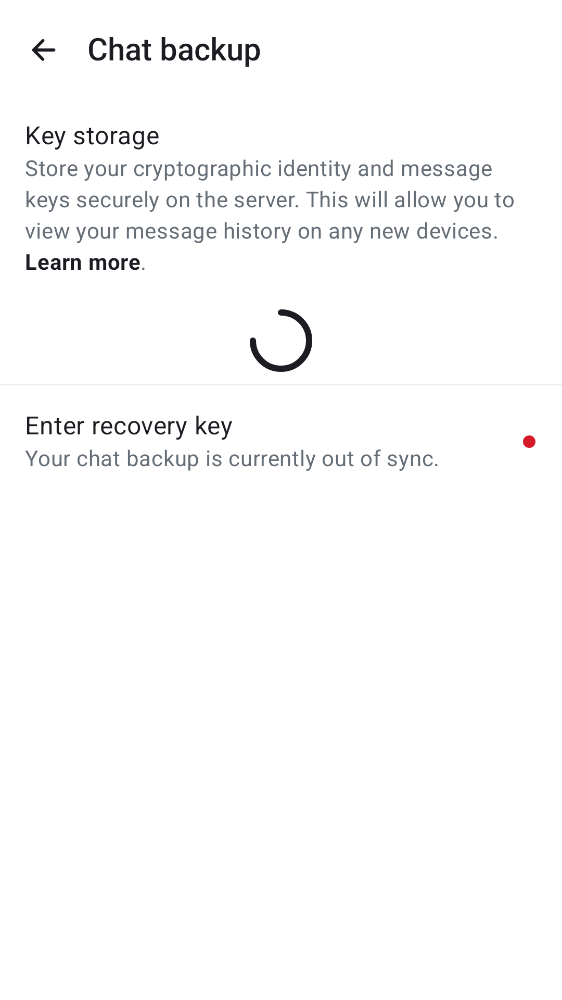 Chat backup
Key storage
Store your cryptographic identity and message
keys securely on the server. This will allow you to
view your message history on any new devices.
Learn more.
Enter recovery key
Your chat backup is currently out of sync.